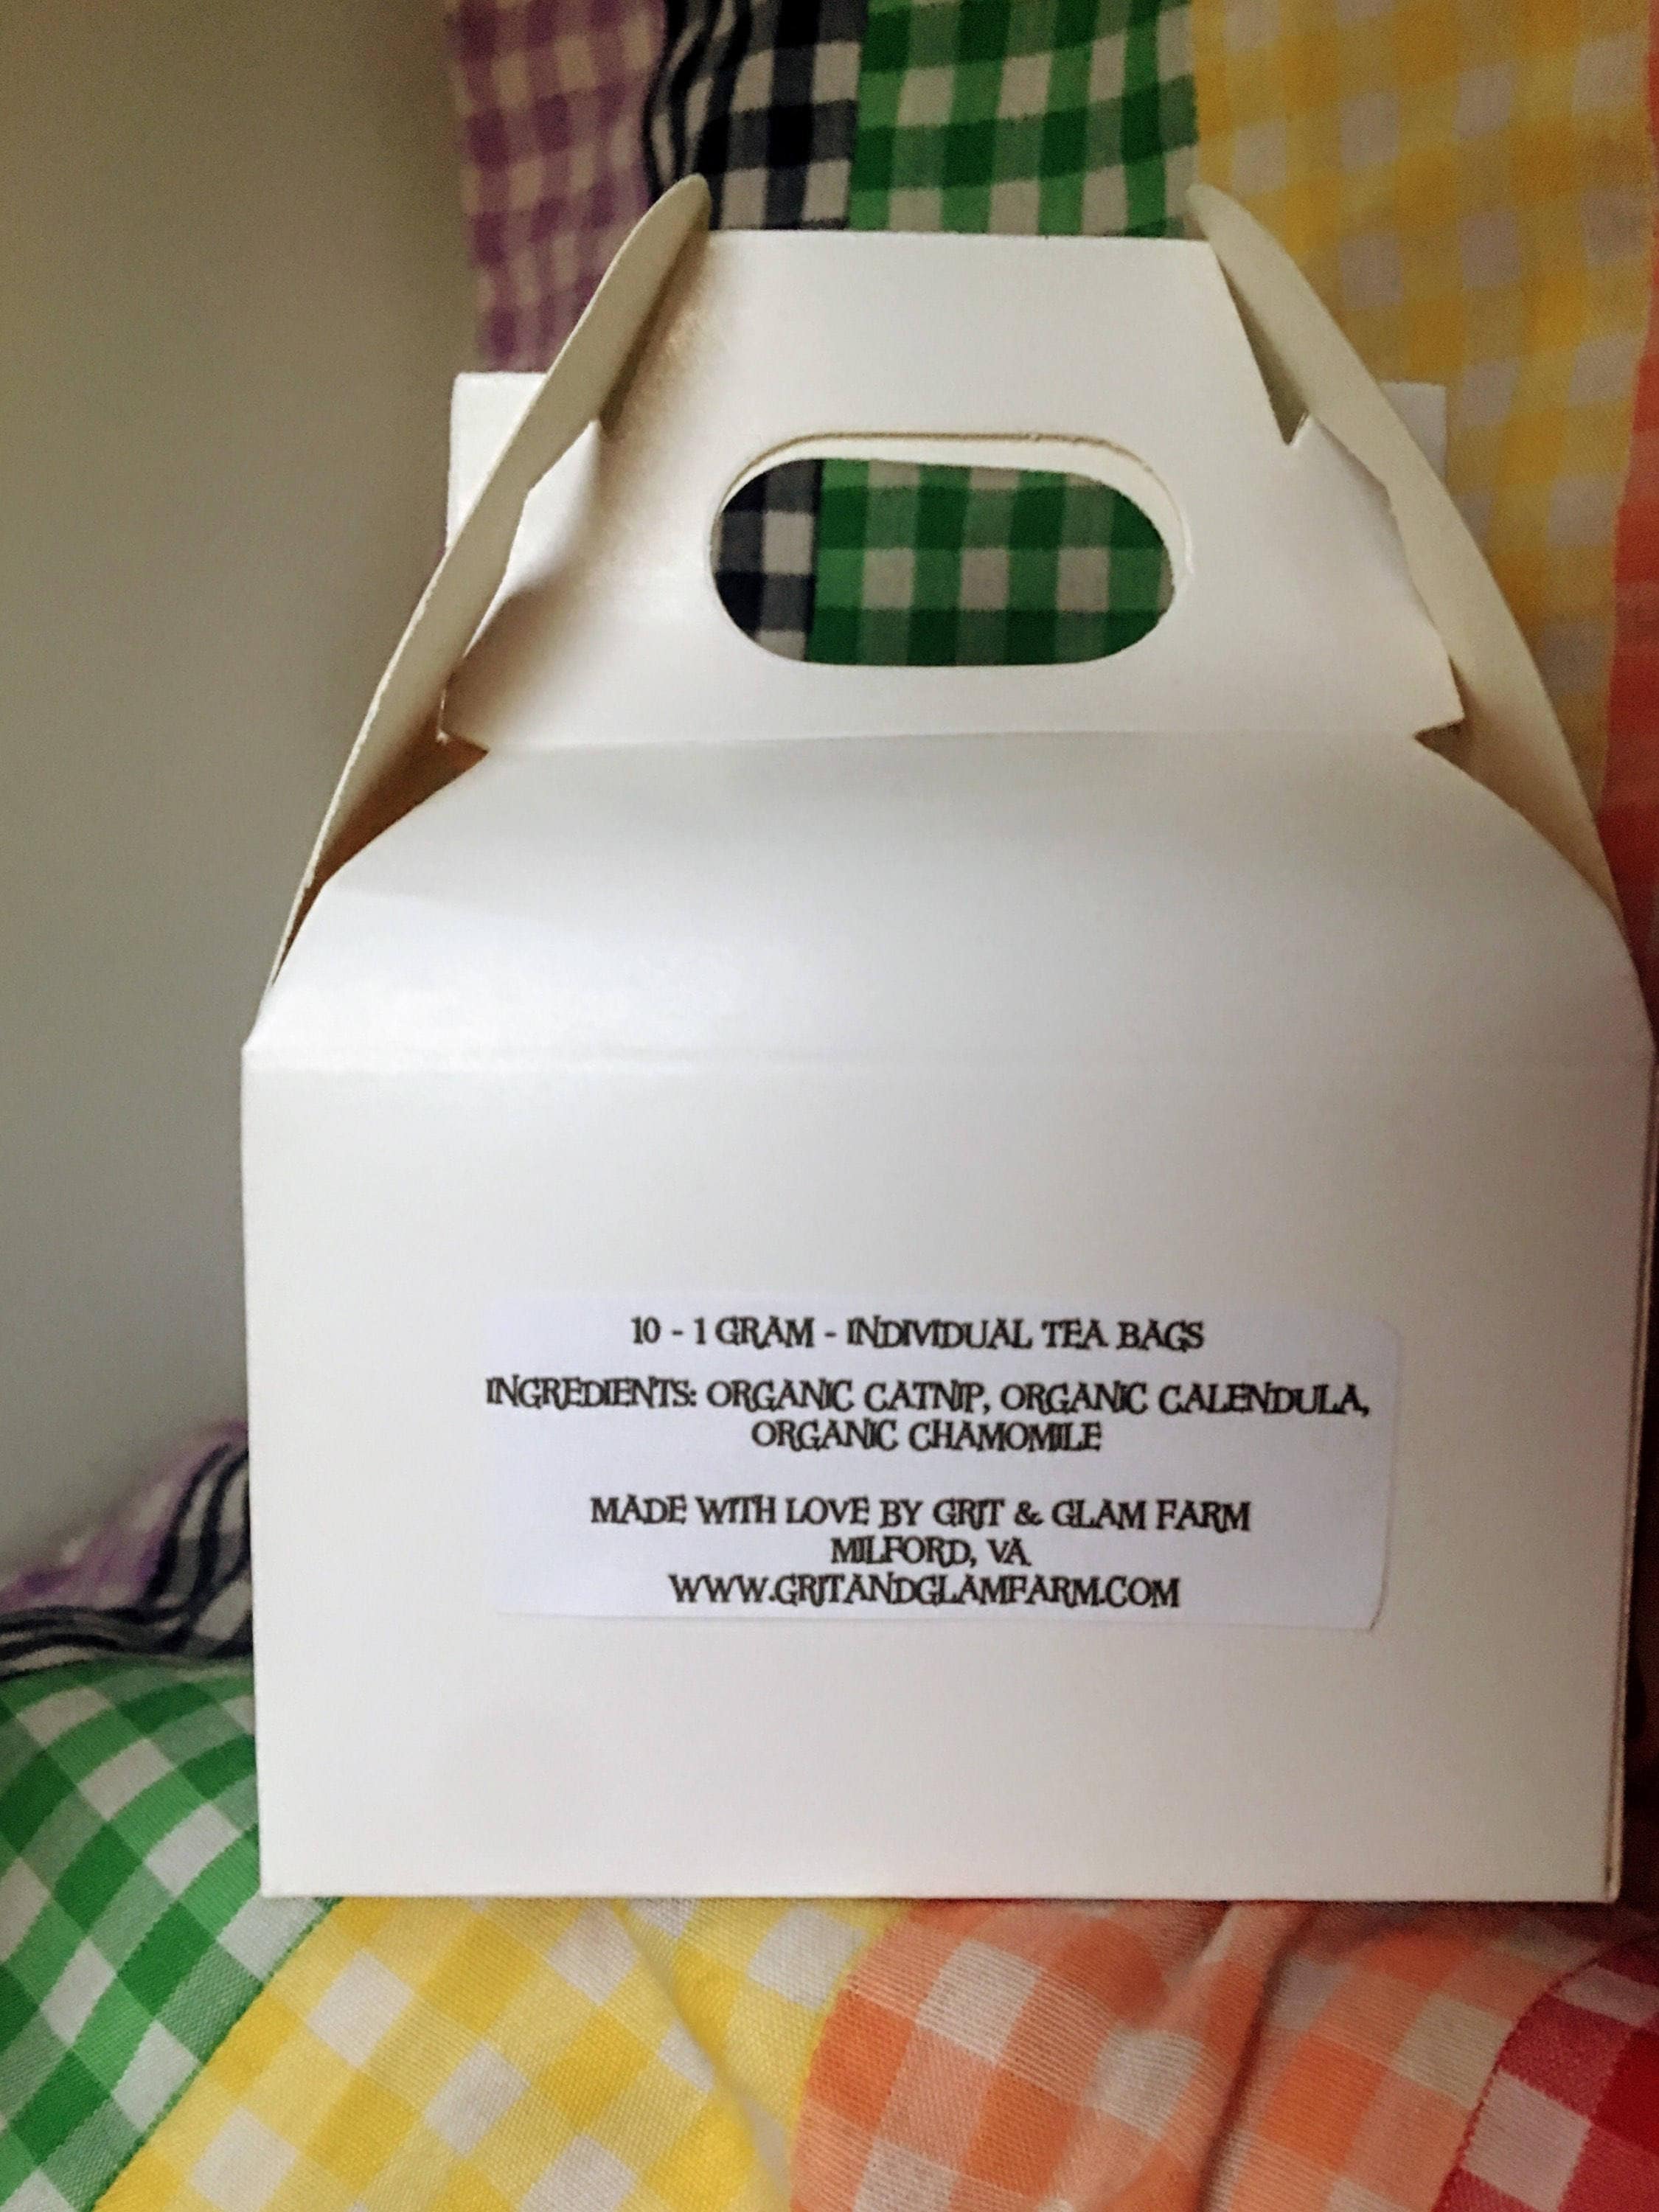 10 - 1 GRAM - INDIVIDUAL TEA BAGS
INGREDIENTS: ORGANIC CATNIP, ORGANIC CALENDULA,
ORGANIC CHAMOMILE
MADE WITH LOVE BY GRIT & GLAM FARM
MILFORD, VA
WWW.GRITANDGLAMFARM.COM